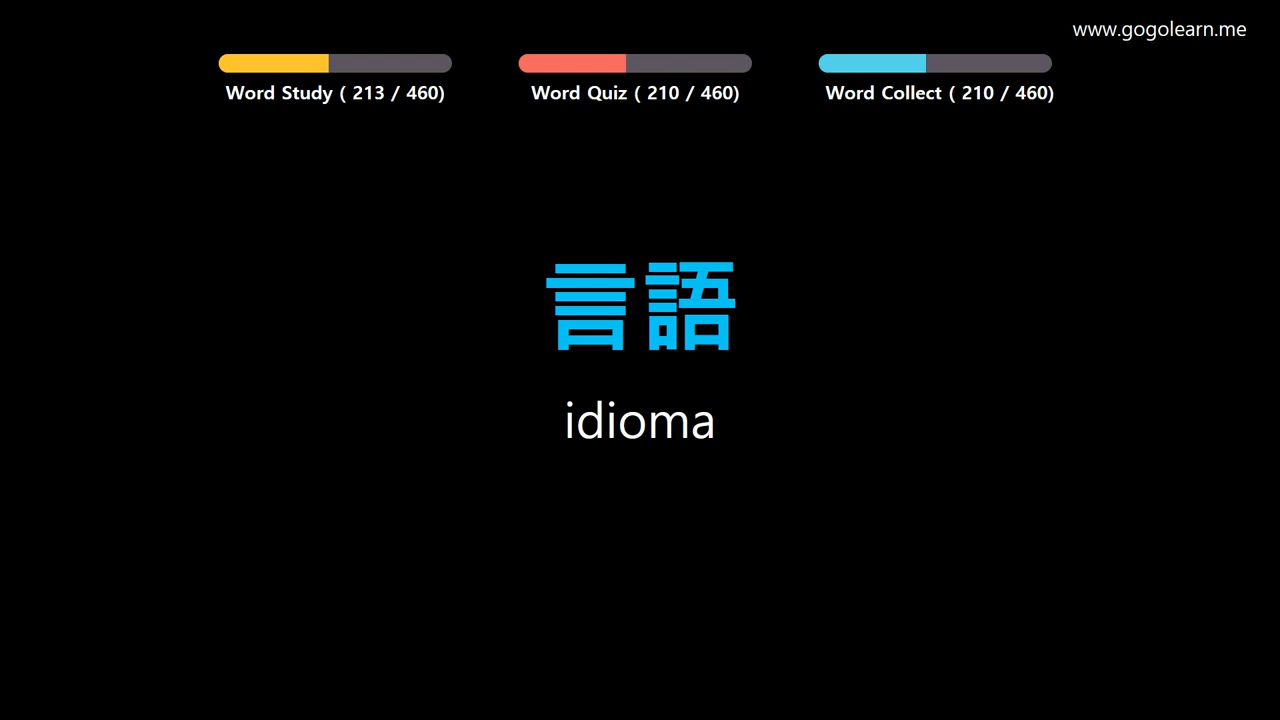 www.gogolearn.me
Word Study ( 213 / 460)
Word Quiz ( 210 / 460)
Word Collect ( 210 / 460)
言語
idioma